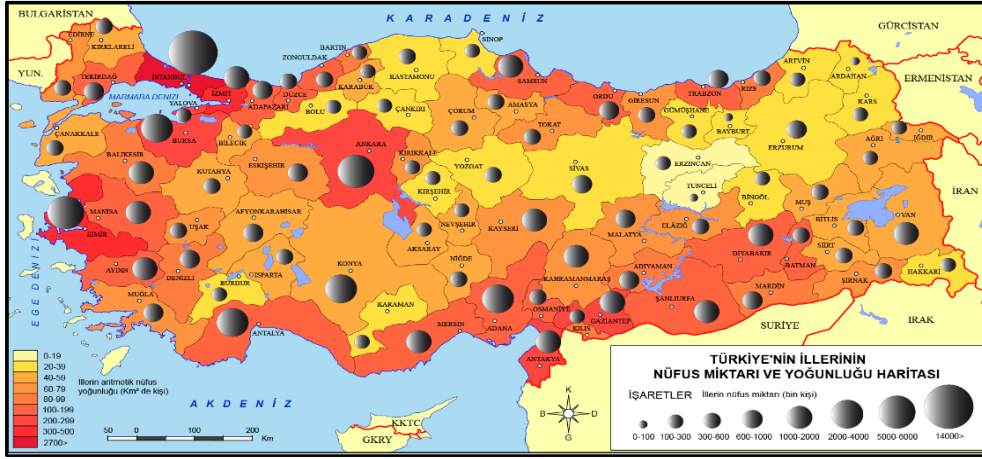 BULGARİSTAN
KARADENİZ
GÜRCİSTAN
EDİRNE
KIRKLARELİ
YUN.
TEKİRDAĞ
İSTANBUL
MARMARA DENİZİ
YALOVA
İZMİT
ADAPAZARI
DÜZCE
ZONGULDAK
BARTIN
KARABÜK
KASTAMONU
SİNOP
SAMSUN
ORDU
GİRESUN
TRABZON
RİZE
ARTVİN
ARDAHAN
KARS
ERMENİSTAN
BOLU
ÇANKIRI
ÇORUM
AMASYA
TOKAT
GÜMÜŞHANE
BAYBURT
ERZURUM
AĞRI
IĞDIR
ÇANAKKALE
BURSA
BİLECİK
BALIKESİR
ESKİŞEHİR
KUTAHYA
ANKARA
KIRIKKALE
KIRŞEHİR
YOZGAT
SİVAS
ERZİNCAN
TUNCELİ
BİNGÖL
MUŞ
BİTLİS
VAN
İRAN
EGE DENIZI
MANİSA
İZMİR
UŞAK
AFYONKARAHİSAR
AKSARAY
NEVŞEHİR
KAYSERİ
MALATYA
ELAZIĞ
DİYARBAKIR
BATMAN
SİİRT
ŞIRNAK
HAKKARİ
AYDIN
DENİZLİ
BURDUR
ISPARTA
KONYA
NİĞDE
KAHRAMANMARAŞ
ADIYAMAN
ŞANLIURFA
MARDİN
MUĞLA
ANTALYA
KARAMAN
MERSİN
ADANA
OSMANİYE
GAZİANTEP
KİLİS
ANTAKYA
SURİYE
IRAK
AKDENİZ
KKTC
GKRY
K
B
D
G
0-19
20-39
40-59
60-79
80-99
100-199
200-299
300-500
2700>
İllerin aritmotik nüfus
yoğunluğu (Km² de kişi)
50 0 50 100 150 200
Km
TÜRKİYE'NİN İLLERİNİN
NÜFUS MİKTARI VE YOĞUNLUĞU HARİTASI
İŞARETLER İllerin nüfus miktarı (bin kişi)
0-100 100-300 300-600 600-1000 1000-2000 2000-4000 5000-6000 14000>